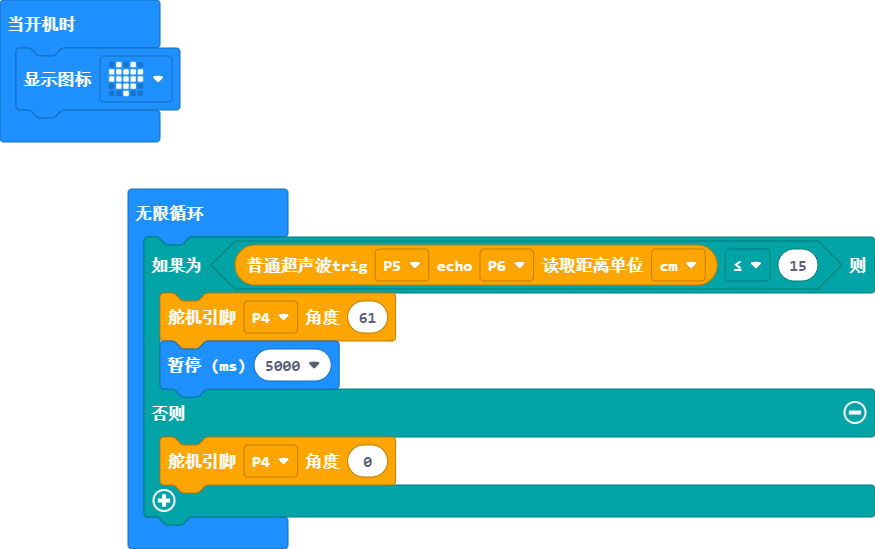 当开机时
显示图标
无限循环
如果为 普通超声波trig P5 echo P6 读取距离单位 cm ≤ 15 则
舵机引脚 P4 角度 61
暂停 (ms) 5000
否则
舵机引脚 P4 角度 0